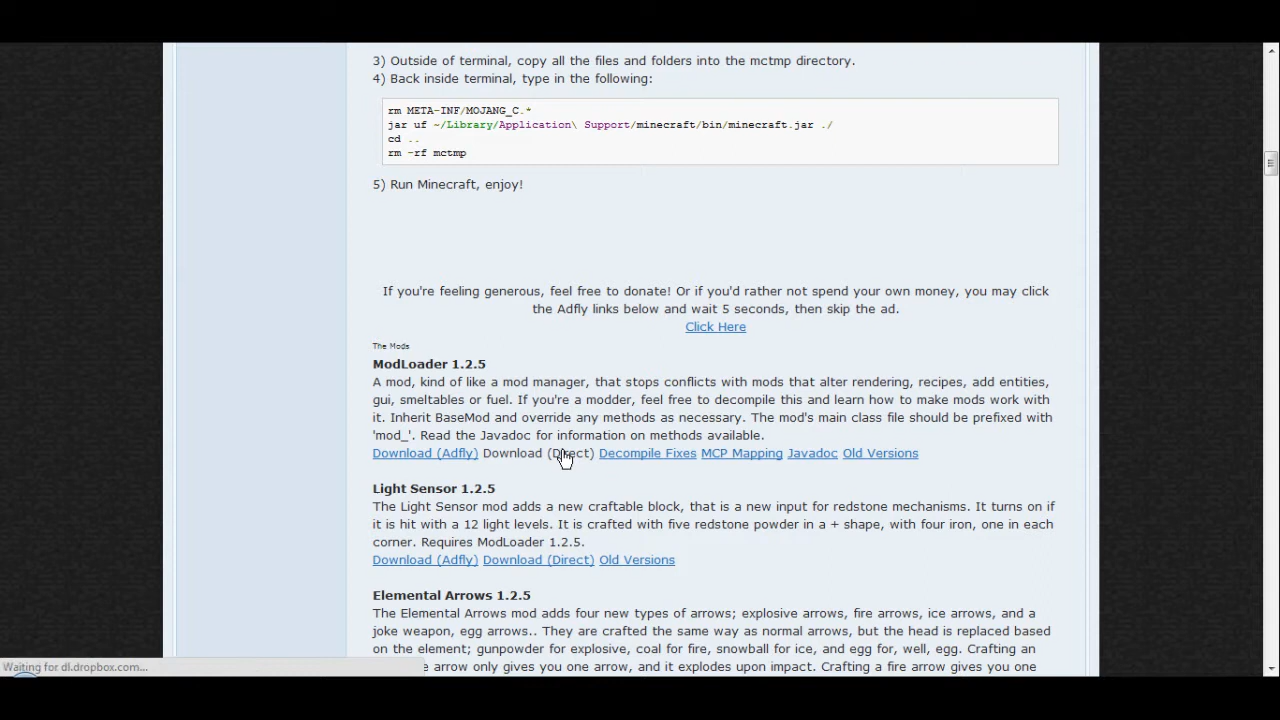 3) Outside of terminal, copy all the files and folders into the mctmp directory.
4) Back inside terminal, type in the following:
rm META-INF/MOJANG_C.*
jar uf ~/Library/Application\ Support/minecraft/bin/minecraft.jar ./
cd ..
rm -rf mctmp
5) Run Minecraft, enjoy!
If you're feeling generous, feel free to donate! Or if you'd rather not spend your own money, you may click
the Adfly links below and wait 5 seconds, then skip the ad.
Click Here
The Mods
ModLoader 1.2.5
A mod, kind of like a mod manager, that stops conflicts with mods that alter rendering, recipes, add entities,
gui, smeltables or fuel. If you're a modder, feel free to decompile this and learn how to make mods work with
it. Inherit BaseMod and override any methods as necessary. The mod's main class file should be prefixed with
'mod_'. Read the Javadoc for information on methods available.
Download (Adfly) Download (Direct) Decompile Fixes MCP Mapping Javadoc Old Versions
Light Sensor 1.2.5
The Light Sensor mod adds a new craftable block, that is a new input for redstone mechanisms. It turns on if
it is hit with a 12 light levels. It is crafted with five redstone powder in a + shape, with four iron, one in each
corner. Requires ModLoader 1.2.5.
Download (Adfly) Download (Direct) Old Versions
Elemental Arrows 1.2.5
The Elemental Arrows mod adds four new types of arrows; explosive arrows, fire arrows, ice arrows, and a
joke weapon, egg arrows.. They are crafted the same way as normal arrows, but the head is replaced based
on the element; gunpowder for explosive, coal for fire, snowball for ice, and egg for, well, egg. Crafting an
arrow only gives you one arrow, and it explodes upon impact. Crafting a fire arrow gives you one
Waiting for dl.dropbox.com...